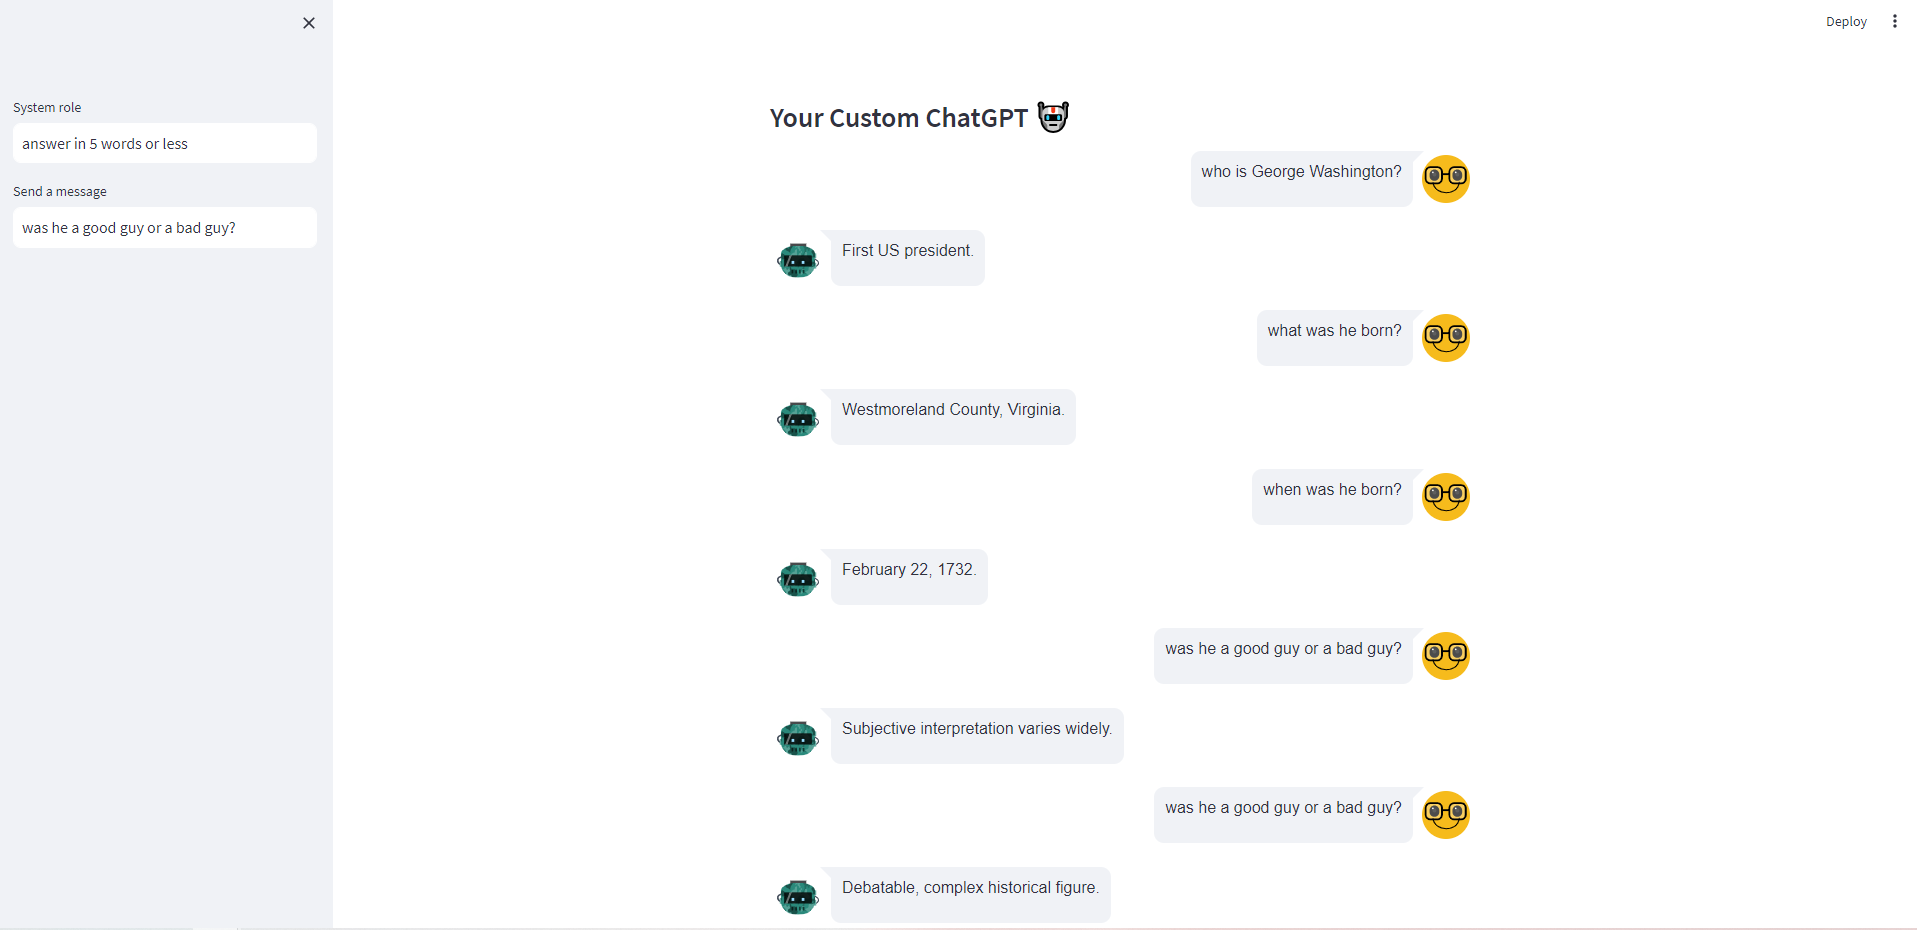 Deploy
System role
answer in 5 words or less
Send a message
was he a good guy or a bad guy?
Your Custom ChatGPT
who is George Washington?
First US president.
what was he born?
Westmoreland County, Virginia.
when was he born?
February 22, 1732.
was he a good guy or a bad guy?
Subjective interpretation varies widely.
was he a good guy or a bad guy?
Debatable, complex historical figure.